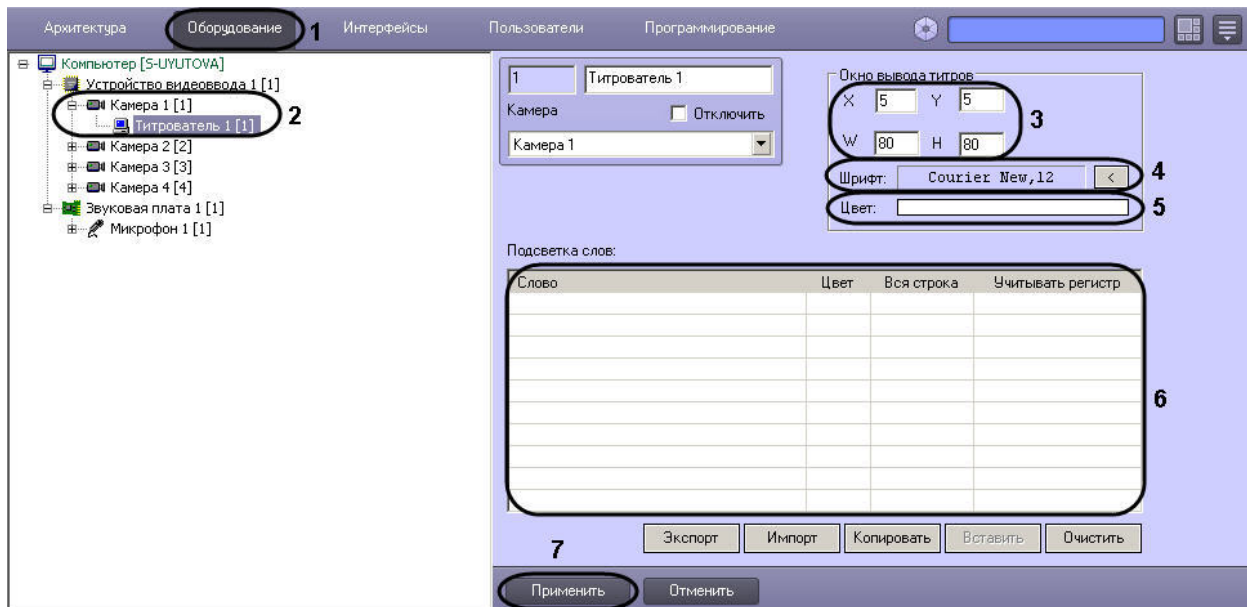 Архитектура Оборудование 1 Интерфейсы Пользователи Программирование
Компьютер [S-UYUTOVA]
Устройство видеоввода 1 [1]
Камера 1 [1]
Титрователь 1 [1]
2
Камера 2 [2]
Камера 3 [3]
Камера 4 [4]
Звуковая плата 1 [1]
Микрофон 1 [1]
1 Титрователь 1
Камера Отключить
Камера 1
Окно вывода титров
X 5 Y 5
3
W 80 H 80
Шрифт: Courier New,12 < 4
Цвет: 5
Подсветка слов:
Слово Цвет Вся строка Учитывать регистр
6
Экспорт Импорт Копировать Вставить Очистить
7
Применить Отменить